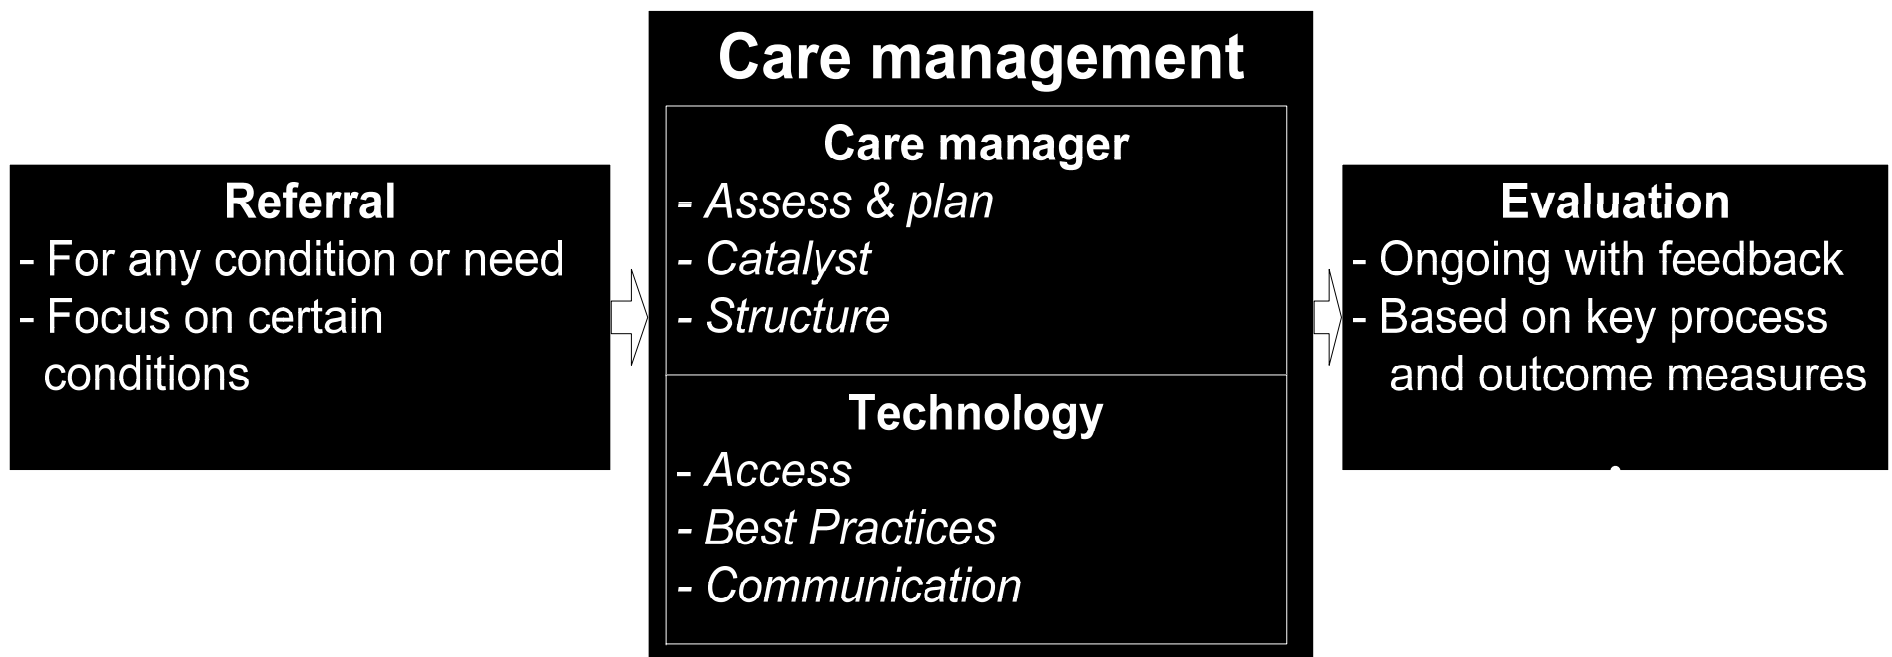 Referral
- For any condition or need
- Focus on certain
conditions
Care management
Care manager
- Assess & plan
- Catalyst
- Structure
Technology
- Access
- Best Practices
- Communication
Evaluation
- Ongoing with feedback
- Based on key process
and outcome measures